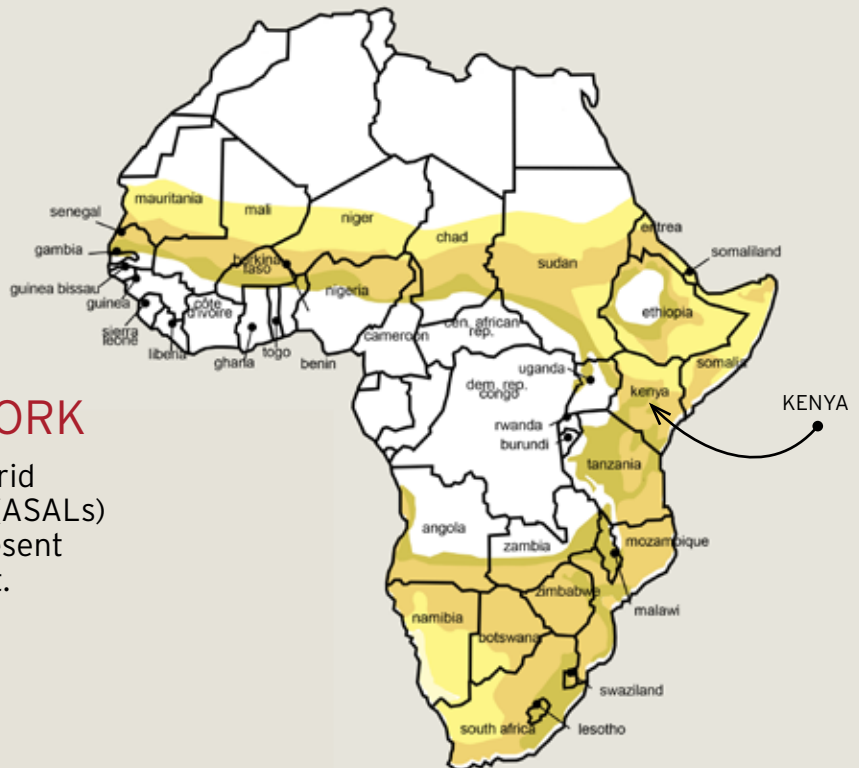 mauritania
mali
niger
chad
sudan
eritrea
senegal
gambia
guinea bissau
guinea
sierra
leone
liberia
côte
d'ivoire
ghana
togo
benin
burkina
faso
nigeria
cameroon
cen. african
rep.
somaliland
ethiopia
somalia
uganda
kenya
dem. rep.
congo
rwanda
burundi
tanzania
KENYA
ORK
rid
(ASALs)
esent
t.
angola
zambia
mozambique
malawi
zimbabwe
namibia
botswana
swaziland
south africa
lesotho